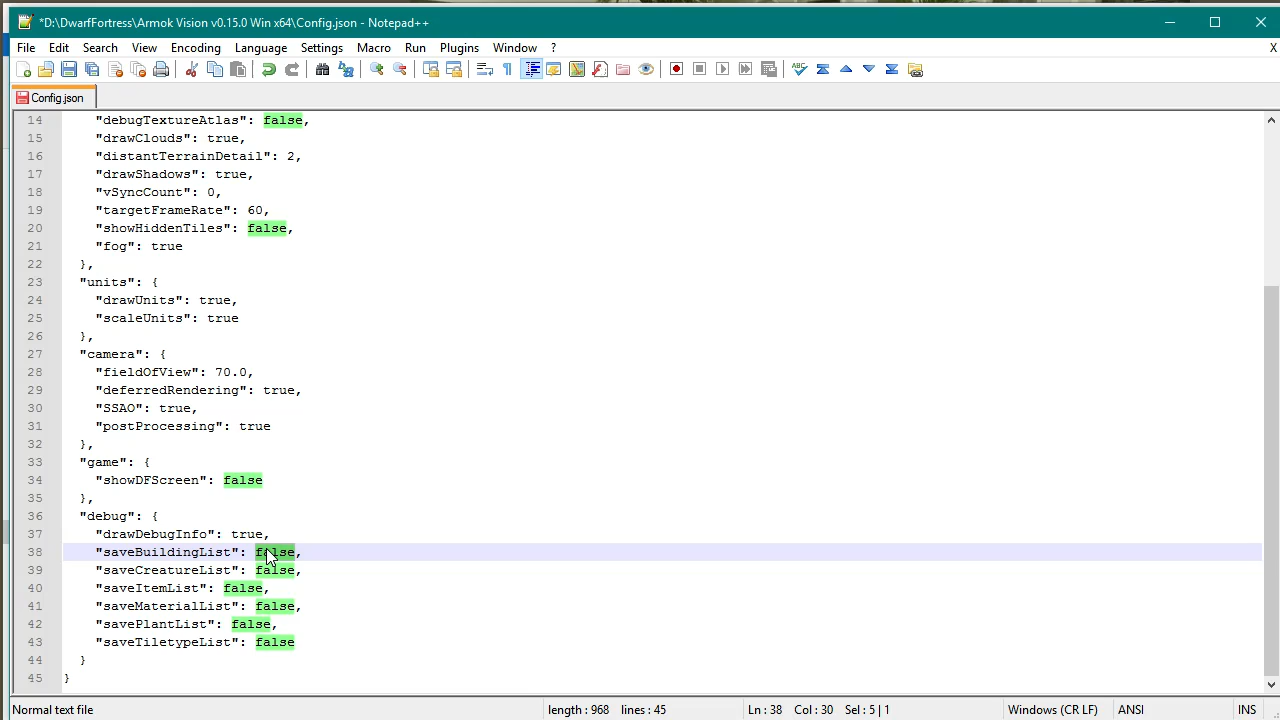 *D:\DwarfFortress\Armok Vision v0.15.0 Win x64\Config.json - Notepad++
File Edit Search View Encoding Language Settings Macro Run Plugins Window ? X
Config.json
14 "debugTextureAtlas": false,
15 "drawClouds": true,
16 "distantTerrainDetail": 2,
17 "drawShadows": true,
18 "vSyncCount": 0,
19 "targetFrameRate": 60,
20 "showHiddenTiles": false,
21 "fog": true
22 },
23 "units": {
24 "drawUnits": true,
25 "scaleUnits": true
26 },
27 "camera": {
28 "fieldOfView": 70.0,
29 "deferredRendering": true,
30 "SSAO": true,
31 "postProcessing": true
32 },
33 "game": {
34 "showDFScreen": false
35 },
36 "debug": {
37 "drawDebugInfo": true,
38 "saveBuildingList": false,
39 "saveCreatureList": false,
40 "saveItemList": false,
41 "saveMaterialList": false,
42 "savePlantList": false,
43 "saveTiletypeList": false
44 }
45 }
Normal text file length : 968 lines : 45 Ln : 38 Col : 30 Sel : 5 | 1 Windows (CR LF) ANSI INS